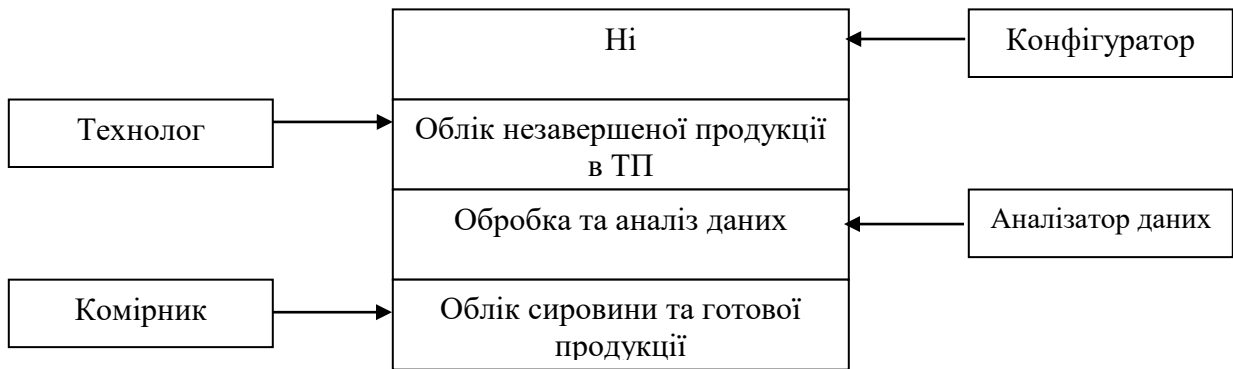 Ні
Конфігуратор
Технолог
Облік незавершеної продукції
в ТП
Обробка та аналіз даних
Аналізатор даних
Комірник
Облік сировини та готової
продукції